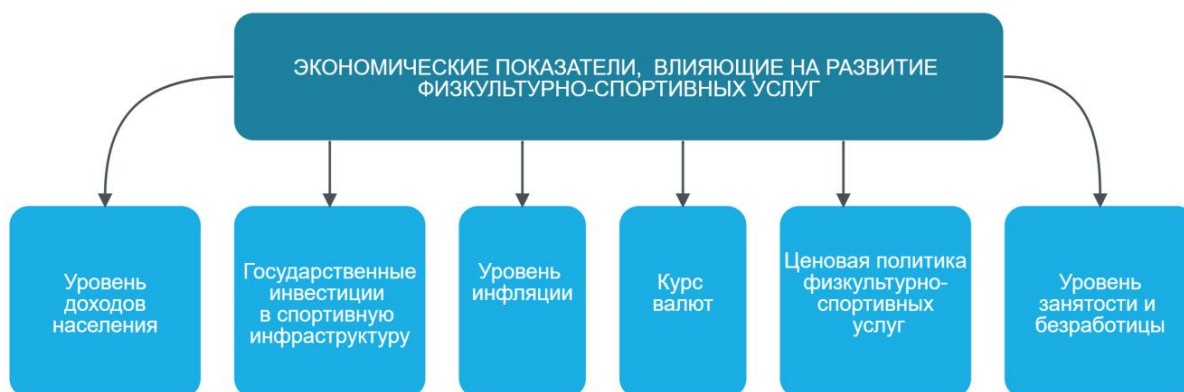 ЭКОНОМИЧЕСКИЕ ПОКАЗАТЕЛИ, ВЛИЯЮЩИЕ НА РАЗВИТИЕ
ФИЗКУЛЬТУРНО-СПОРТИВНЫХ УСЛУГ
Уровень
доходов
населения
Государственные
инвестиции
в спортивную
инфраструктуру
Уровень
инфляции
Курс
валют
Ценовая политика
физкультурно-
спортивных
услуг
Уровень
занятости и
безработицы